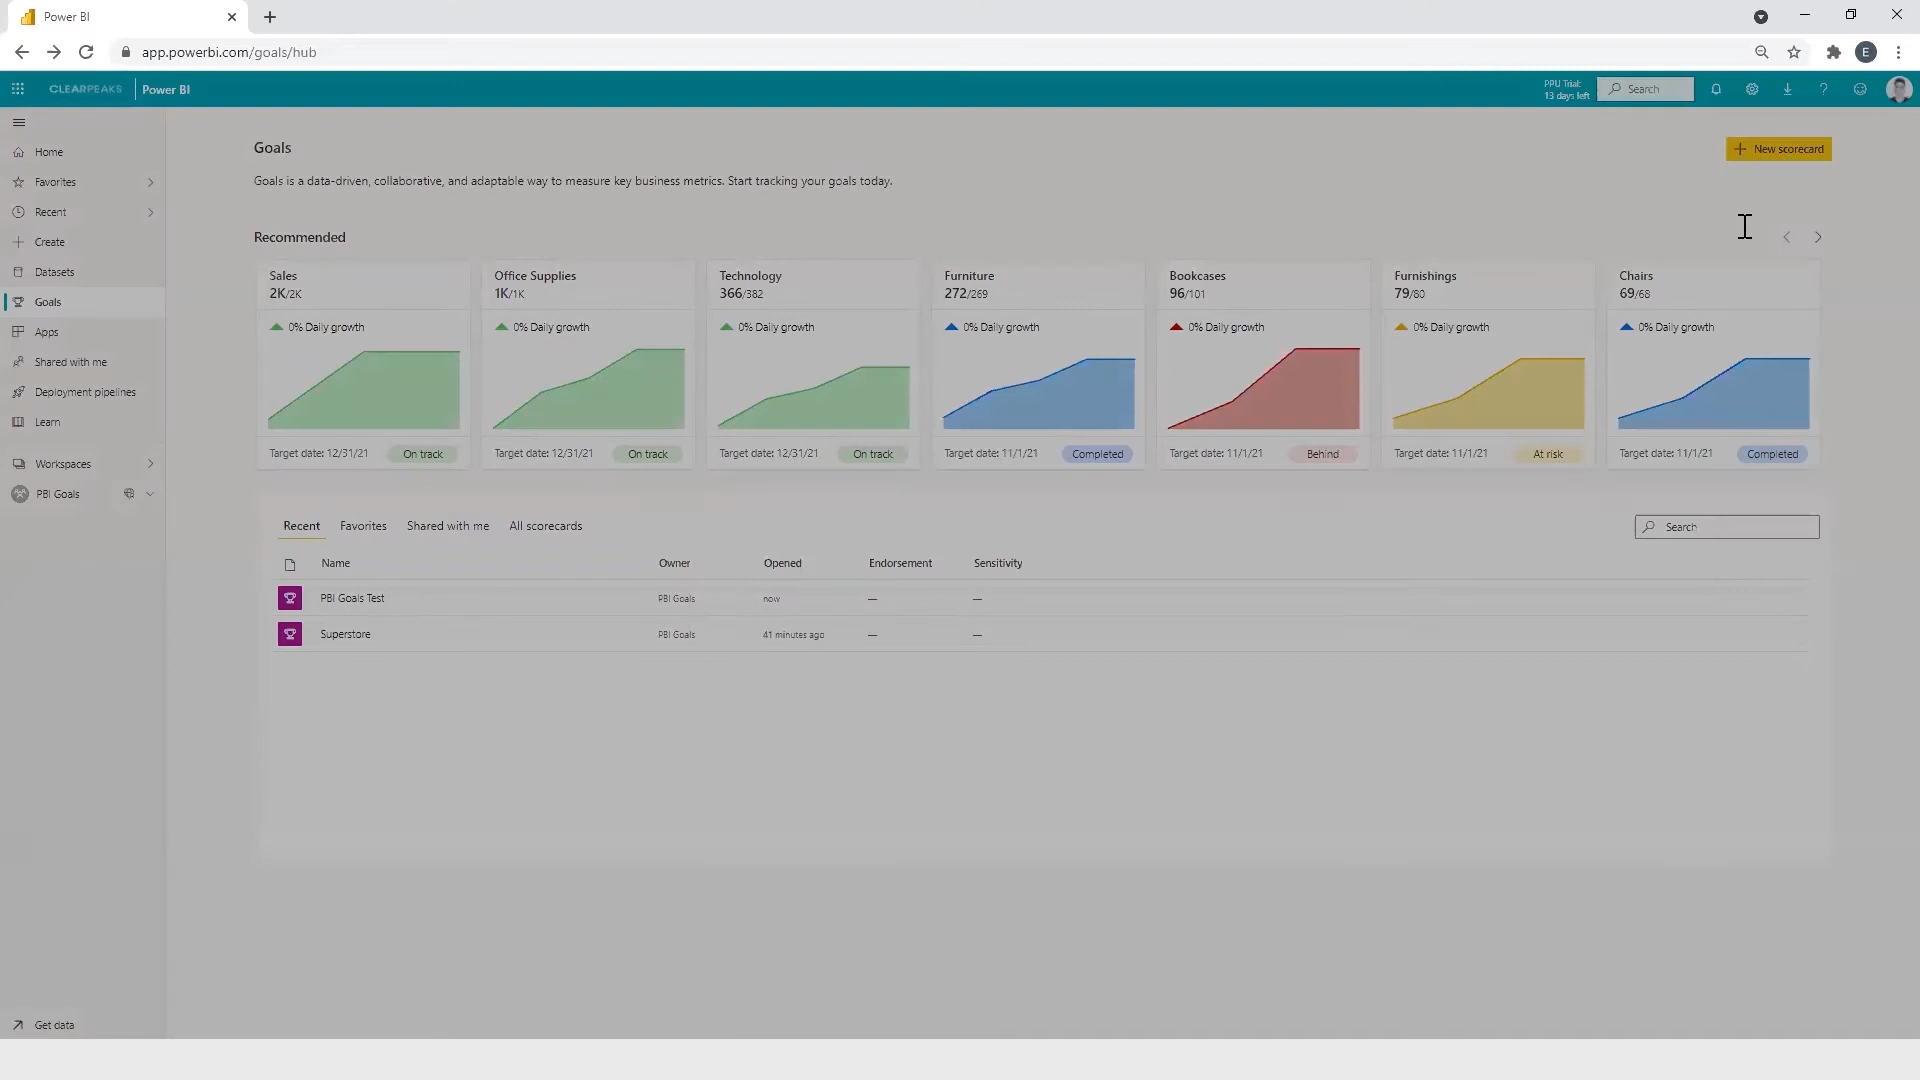 Power BI
app.powerbi.com/goals/hub
E
CLEARPEAKS Power BI
PPU Trial:
13 days left
Search
Home
Favorites
Recent
Create
Datasets
Goals
Apps
Shared with me
Deployment pipelines
Learn
Workspaces
PBI Goals
Get data
Goals
New scorecard
Goals is a data-driven, collaborative, and adaptable way to measure key business metrics. Start tracking your goals today.
Recommended
Sales
2K/2K
0% Daily growth
Target date: 12/31/21 On track
Office Supplies
1K/1K
0% Daily growth
Target date: 12/31/21 On track
Technology
366/382
0% Daily growth
Target date: 12/31/21 On track
Furniture
272/269
0% Daily growth
Target date: 11/1/21 Completed
Bookcases
96/101
0% Daily growth
Target date: 11/1/21 Behind
Furnishings
79/80
0% Daily growth
Target date: 11/1/21 At risk
Chairs
69/68
0% Daily growth
Target date: 11/1/21 Completed
Recent Favorites Shared with me All scorecards
Search
Name Owner Opened Endorsement Sensitivity
PBI Goals Test PBI Goals now — —
Superstore PBI Goals 41 minutes ago — —